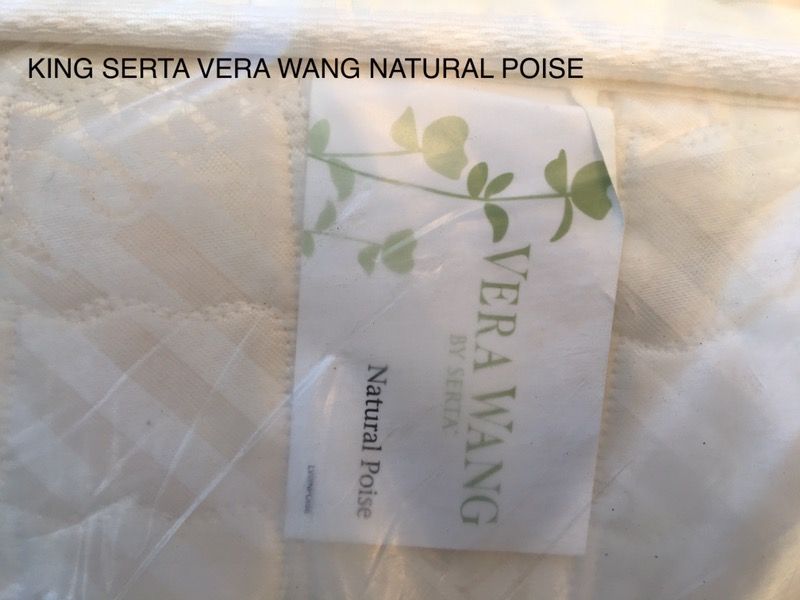 KING SERTA VERA WANG NATURAL POISE
VERA WANG
BY SERTA®
Natural Poise